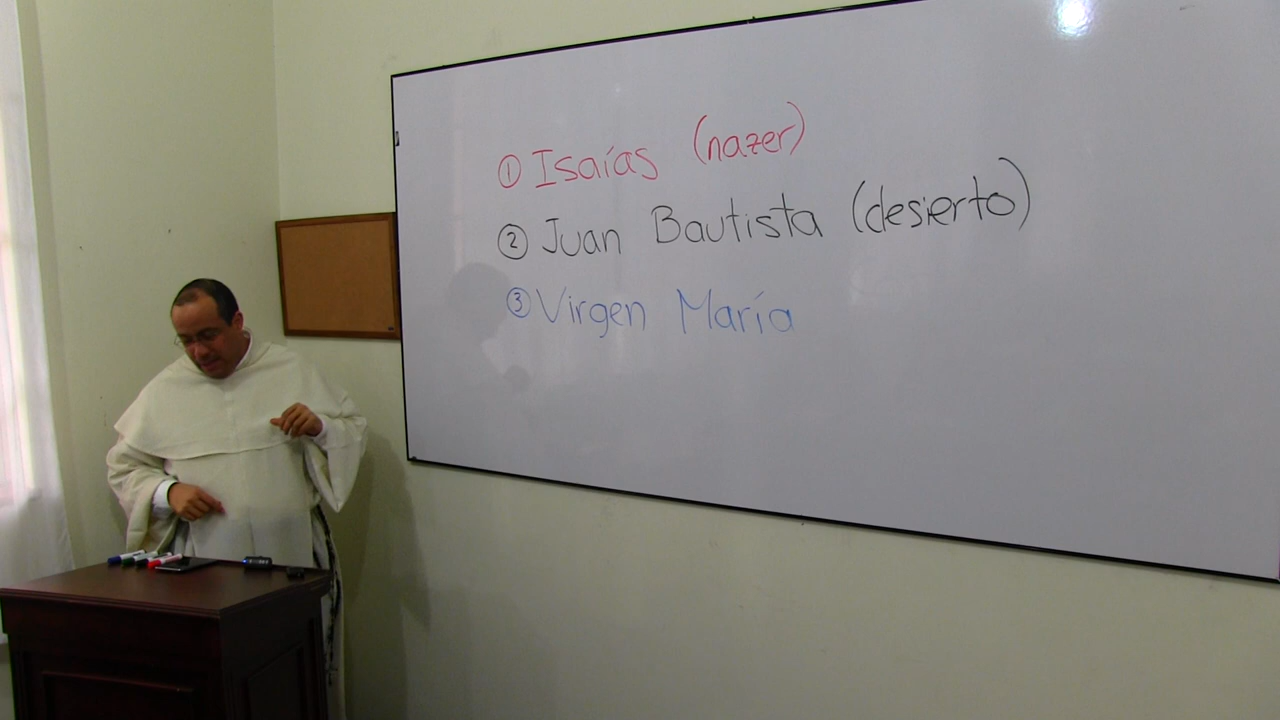 ① Isaías (nazer)
② Juan Bautista (desierto)
③ Virgen María